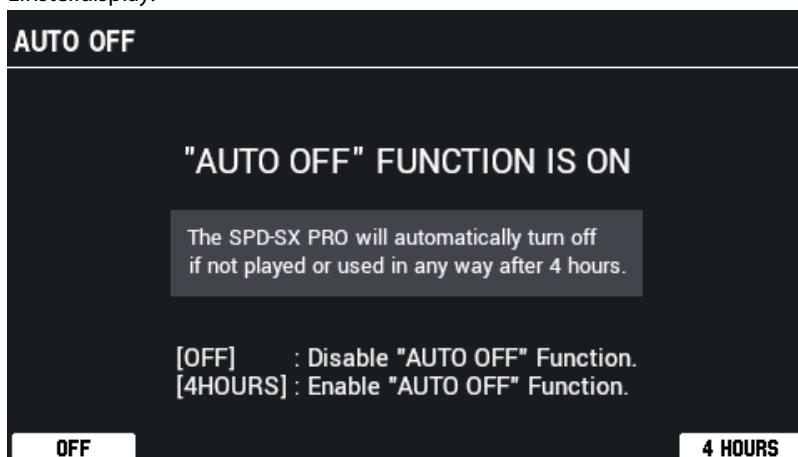 Einstelldisplay.
AUTO OFF
"AUTO OFF" FUNCTION IS ON
The SPD-SX PRO will automatically turn off
if not played or used in any way after 4 hours.
[OFF] : Disable "AUTO OFF" Function.
[4HOURS] : Enable "AUTO OFF" Function.
OFF
4 HOURS